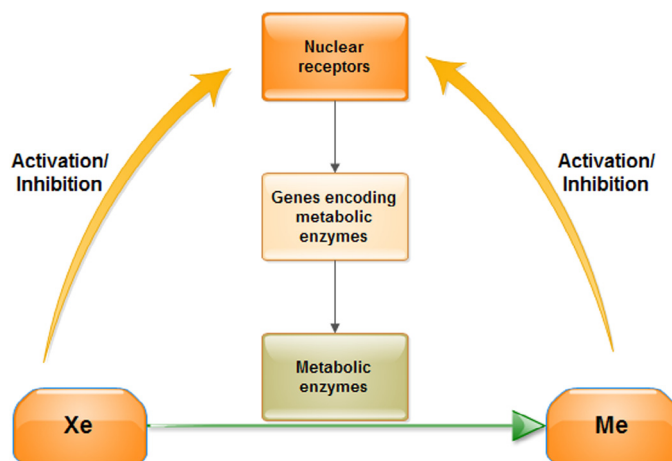 Nuclear
receptors
Activation/
Inhibition
Activation/
Inhibition
Genes encoding
metabolic
enzymes
Metabolic
enzymes
Xe
Me